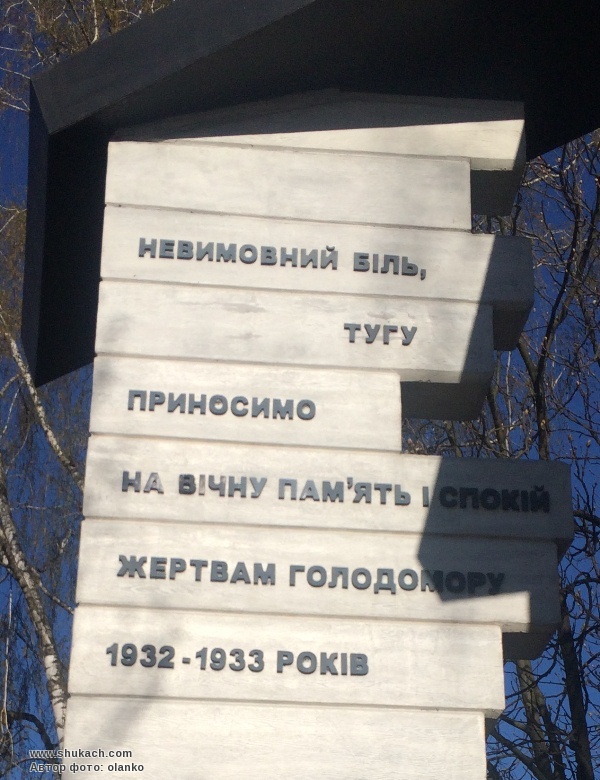 НЕВИМОВНИЙ БІЛЬ,
ТУГУ
ПРИНОСИМО
НА ВІЧНУ ПАМ'ЯТЬ І СПОКІЙ
ЖЕРТВАМ ГОЛОДОМОРУ
1932-1933 РОКІВ
www.shukach.com
Автор фото: olanko